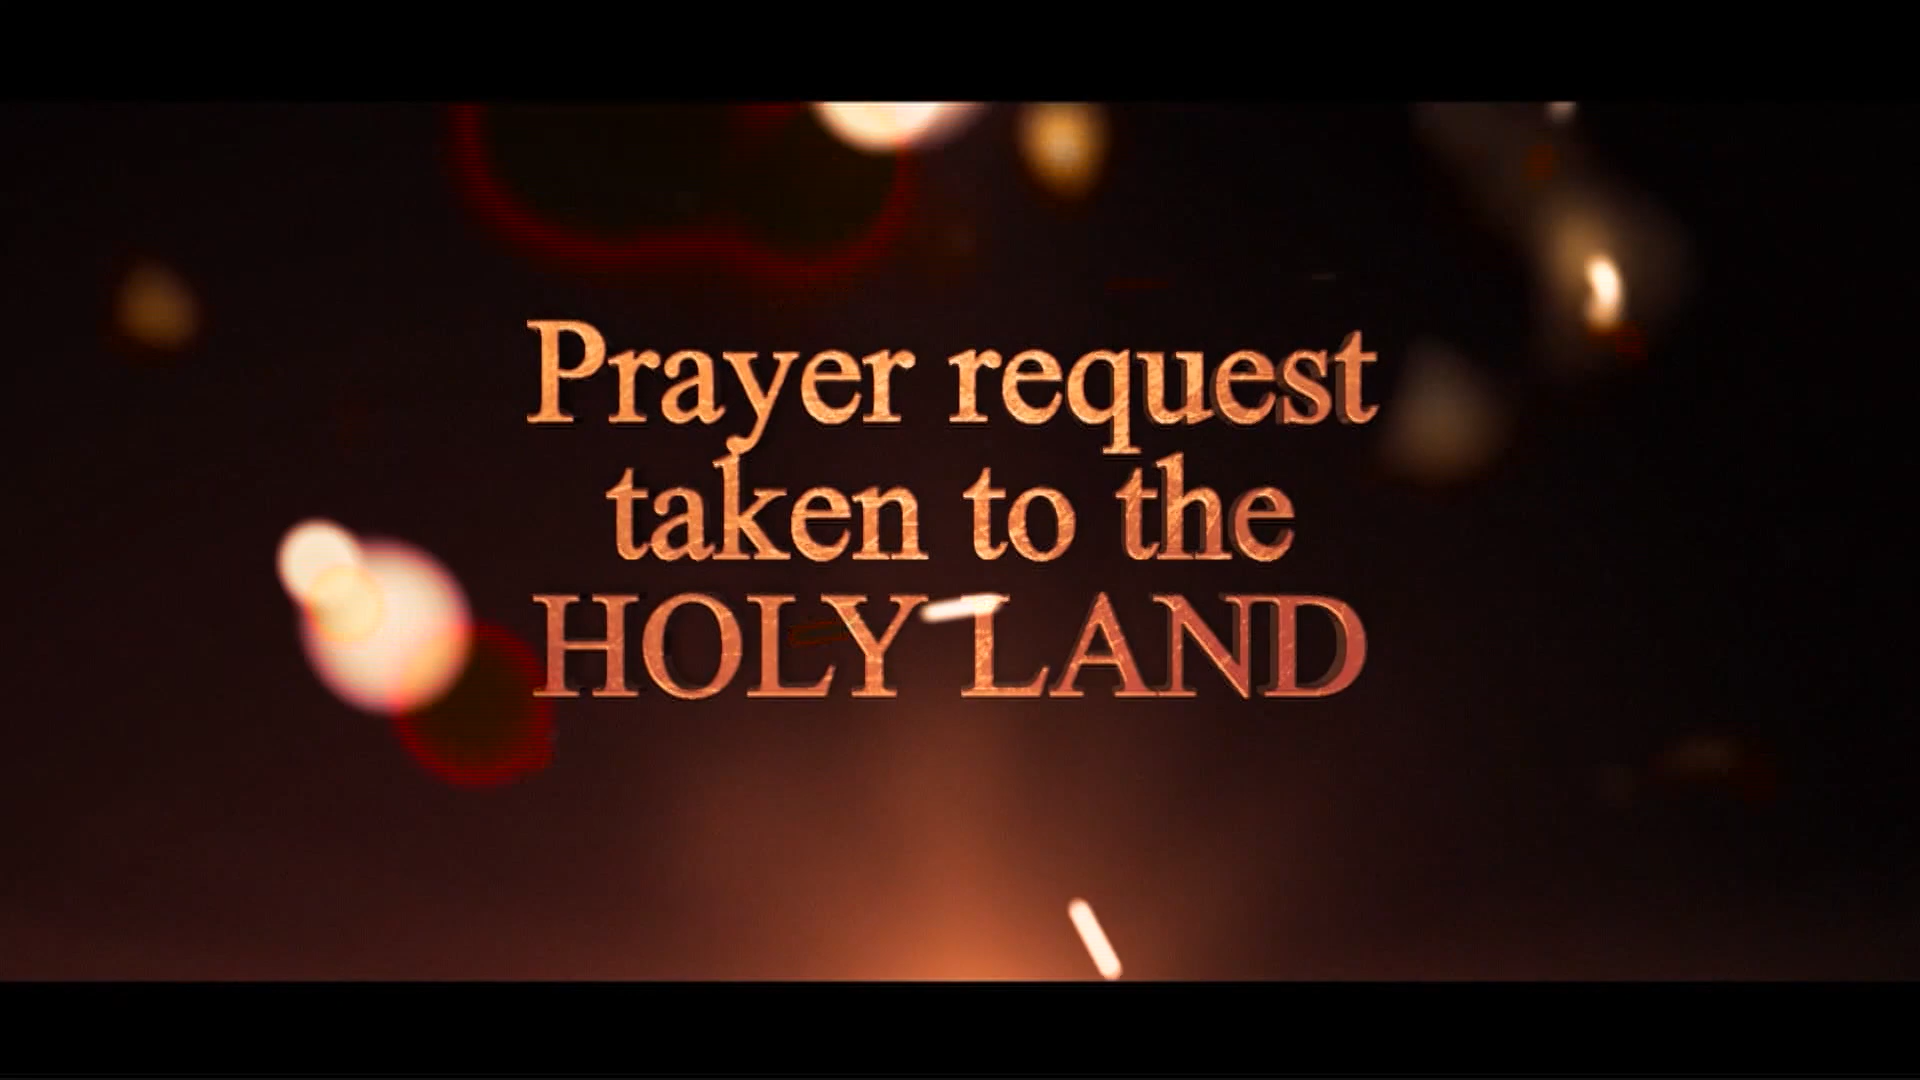 Prayer request
taken to the
HOLY LAND